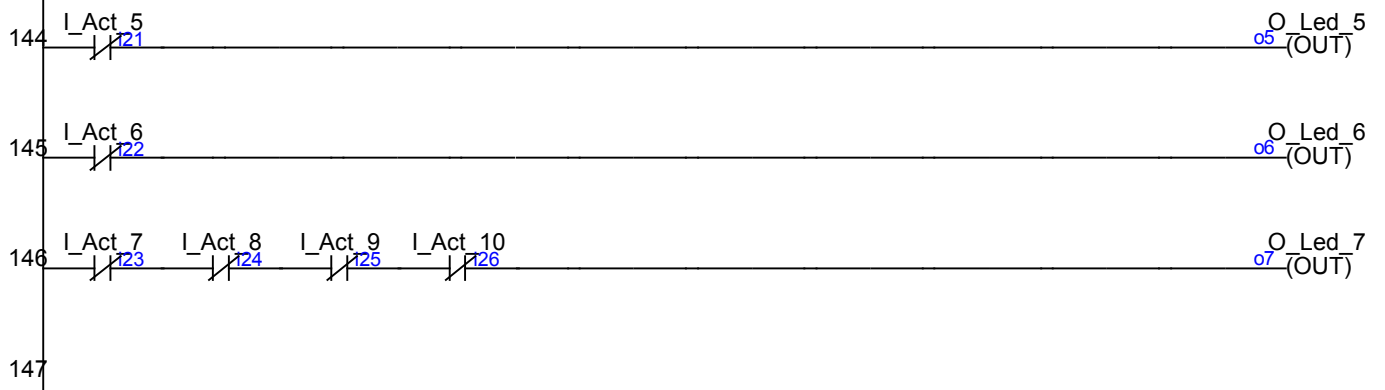 I_Act_5 O_Led_5
144 i21 o5 (OUT)
I_Act_6 O_Led_6
145 i22 o6 (OUT)
I_Act_7 I_Act_8 I_Act_9 I_Act_10 O_Led_7
146 i23 i24 i25 i26 o7 (OUT)
147